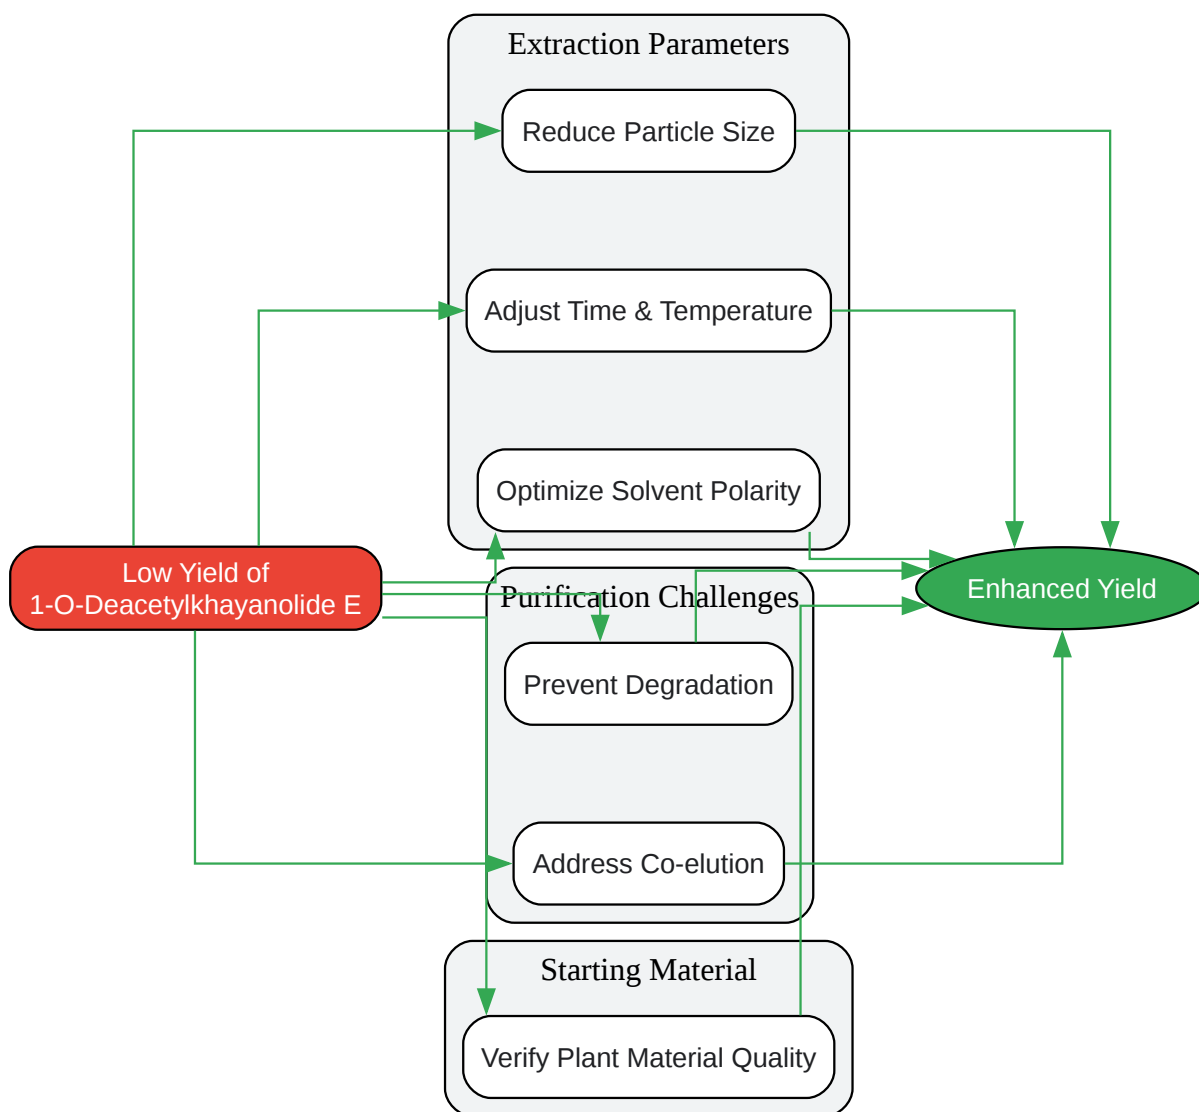 Extraction Parameters
Reduce Particle Size
Adjust Time & Temperature
Optimize Solvent Polarity
Low Yield of
1-O-Deacetylkhayanolide E
Enhanced Yield
Purification Challenges
Prevent Degradation
Address Co-elution
Starting Material
Verify Plant Material Quality